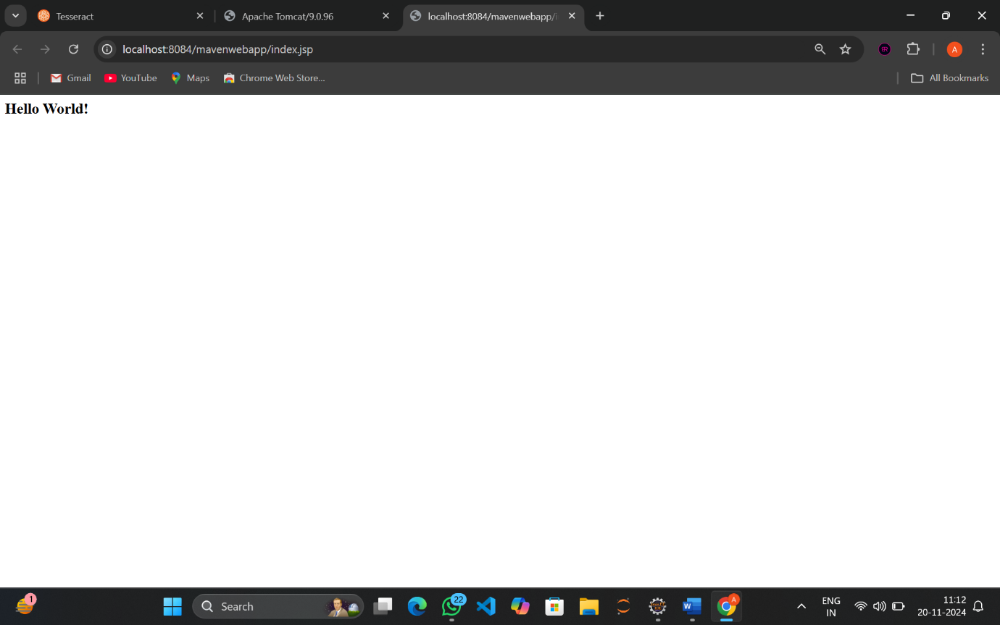 Tesseract
Apache Tomcat/9.0.96
localhost:8084/mavenwebapp/i
localhost:8084/mavenwebapp/index.jsp
A
Gmail
YouTube
Maps
Chrome Web Store...
All Bookmarks
Hello World!
1
Search
22
W
A
ENG
IN
11:12
20-11-2024